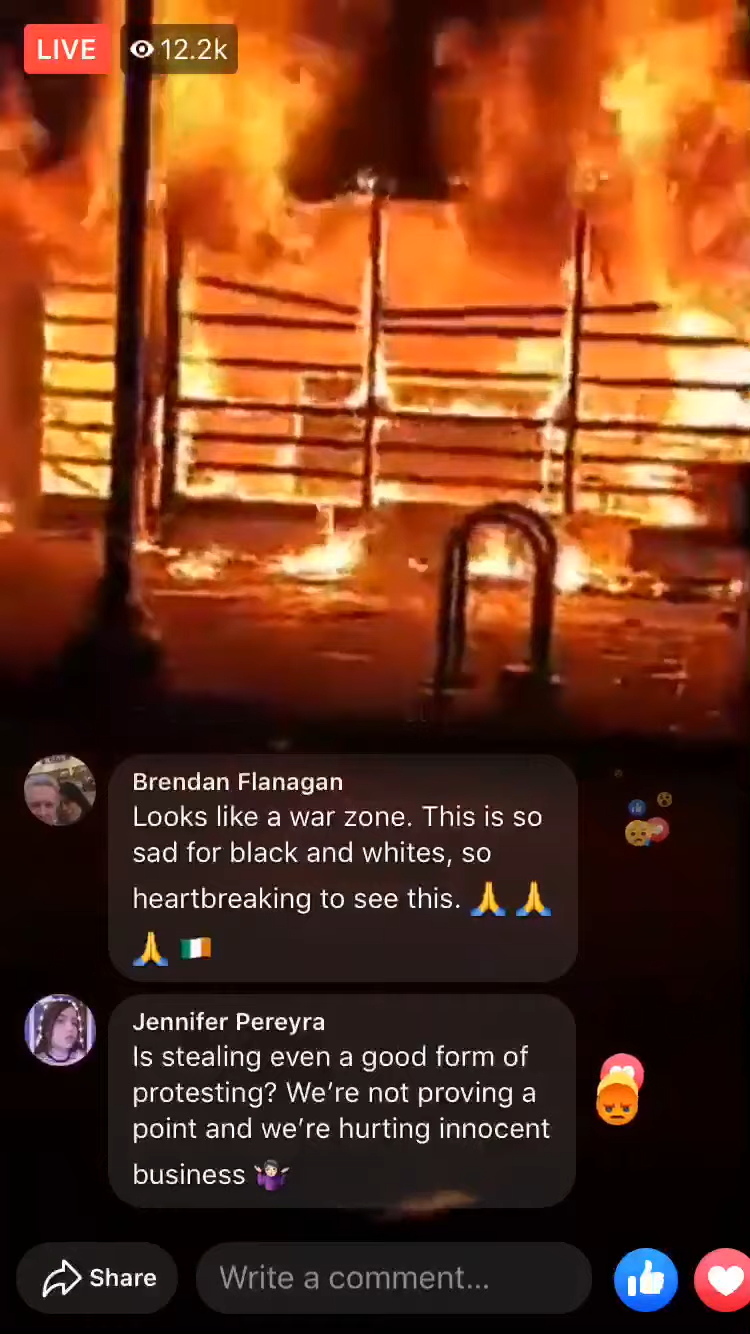 LIVE 12.2k
Brendan Flanagan
Looks like a war zone. This is so
sad for black and whites, so
heartbreaking to see this. 🙏 🙏
🙏 🇮🇪
Jennifer Pereyra
Is stealing even a good form of
protesting? We’re not proving a
point and we’re hurting innocent
business 🤷🏻‍♀️
Share Write a comment...